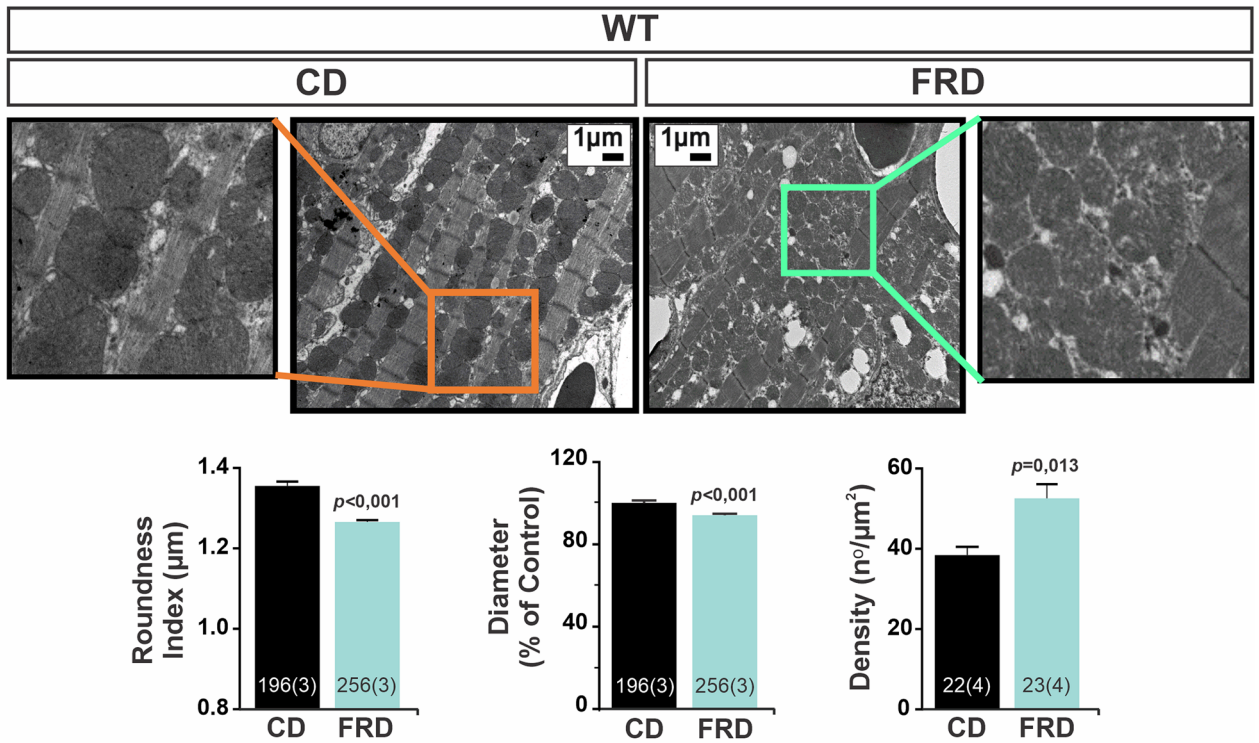 WT
CD
FRD
1µm
1µm
1.4
1.2
1.0
0.8
Roundness
Index (µm)
p<0,001
196(3)
256(3)
CD
FRD
120
80
40
0
Diameter
(% of Control)
p<0,001
196(3)
256(3)
CD
FRD
60
40
20
0
Density (nº/µm²)
p=0,013
22(4)
23(4)
CD
FRD